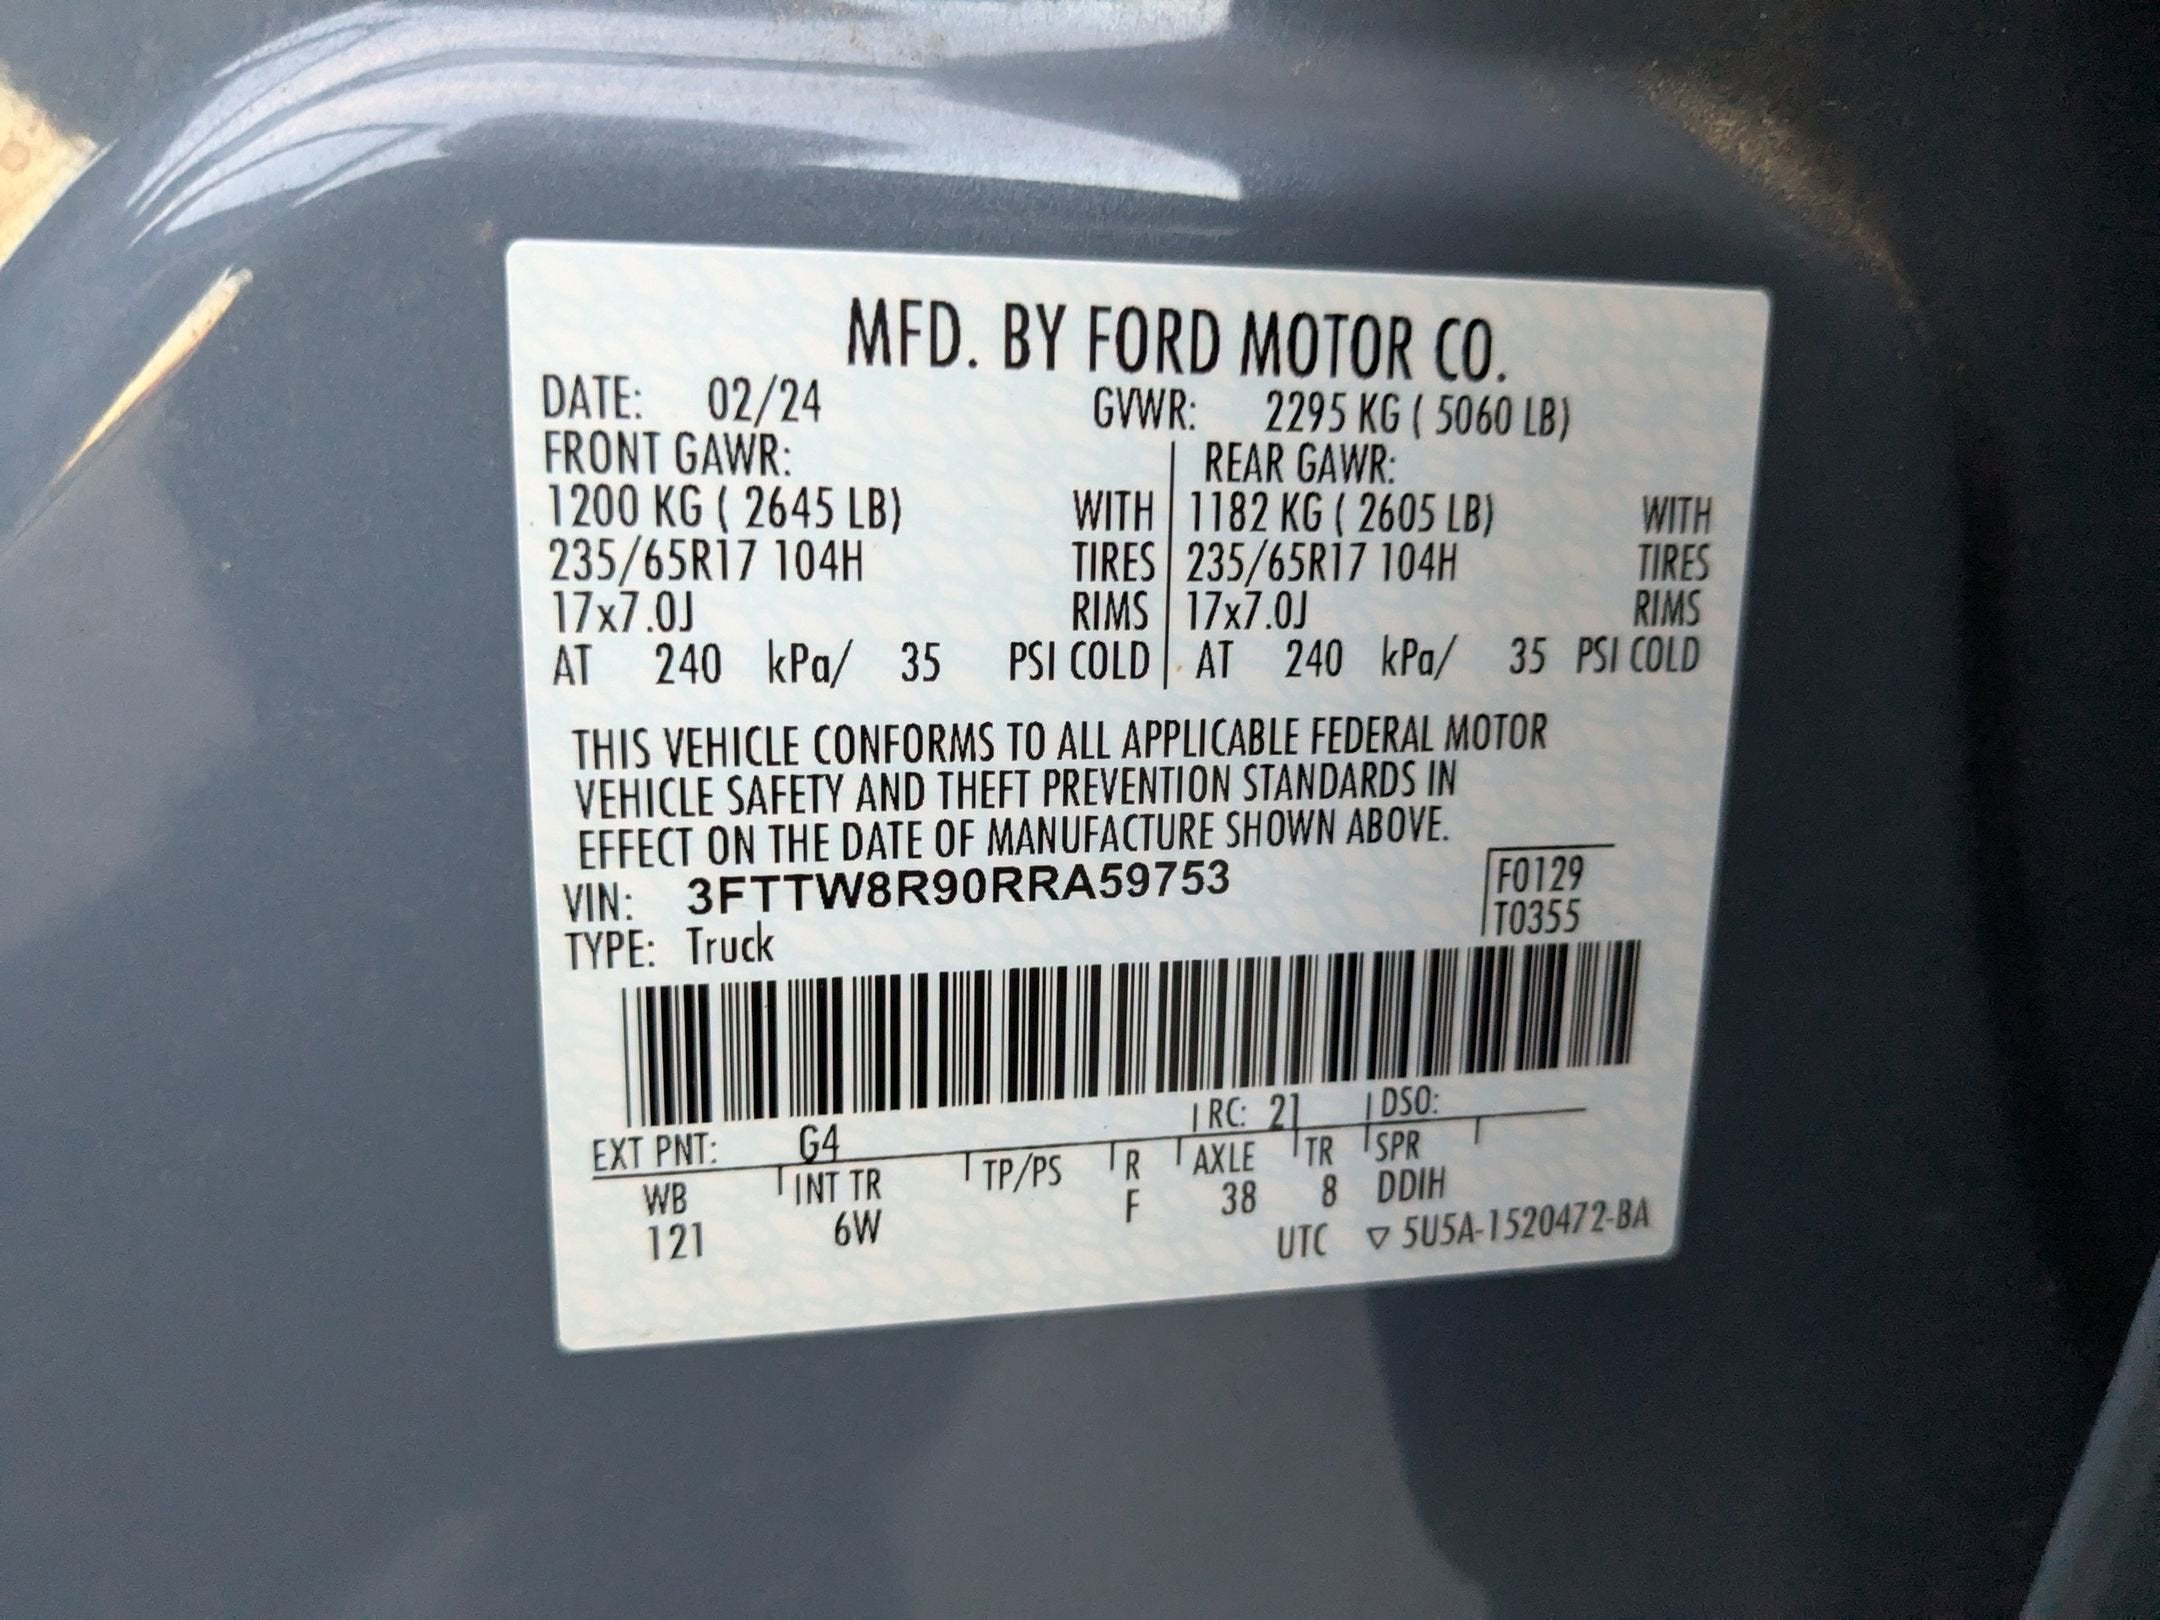 MFD. BY FORD MOTOR CO.
DATE: 02/24 GVWR: 2295 KG ( 5060 LB)
FRONT GAWR: REAR GAWR:
1200 KG ( 2645 LB) WITH 1182 KG ( 2605 LB) WITH
235/65R17 104H TIRES 235/65R17 104H TIRES
17x7.0J RIMS 17x7.0J RIMS
AT 240 kPa/ 35 PSI COLD AT 240 kPa/ 35 PSI COLD
THIS VEHICLE CONFORMS TO ALL APPLICABLE FEDERAL MOTOR
VEHICLE SAFETY AND THEFT PREVENTION STANDARDS IN
EFFECT ON THE DATE OF MANUFACTURE SHOWN ABOVE.
VIN: 3FTTW8R90RRA59753 F0129
TYPE: Truck T0355
EXT PNT: G4 RC: 21 DSO:
WB INT TR TP/PS R AXLE TR SPR
121 6W F 38 8 DDIH
UTC ▽ 5U5A-1520472-BA